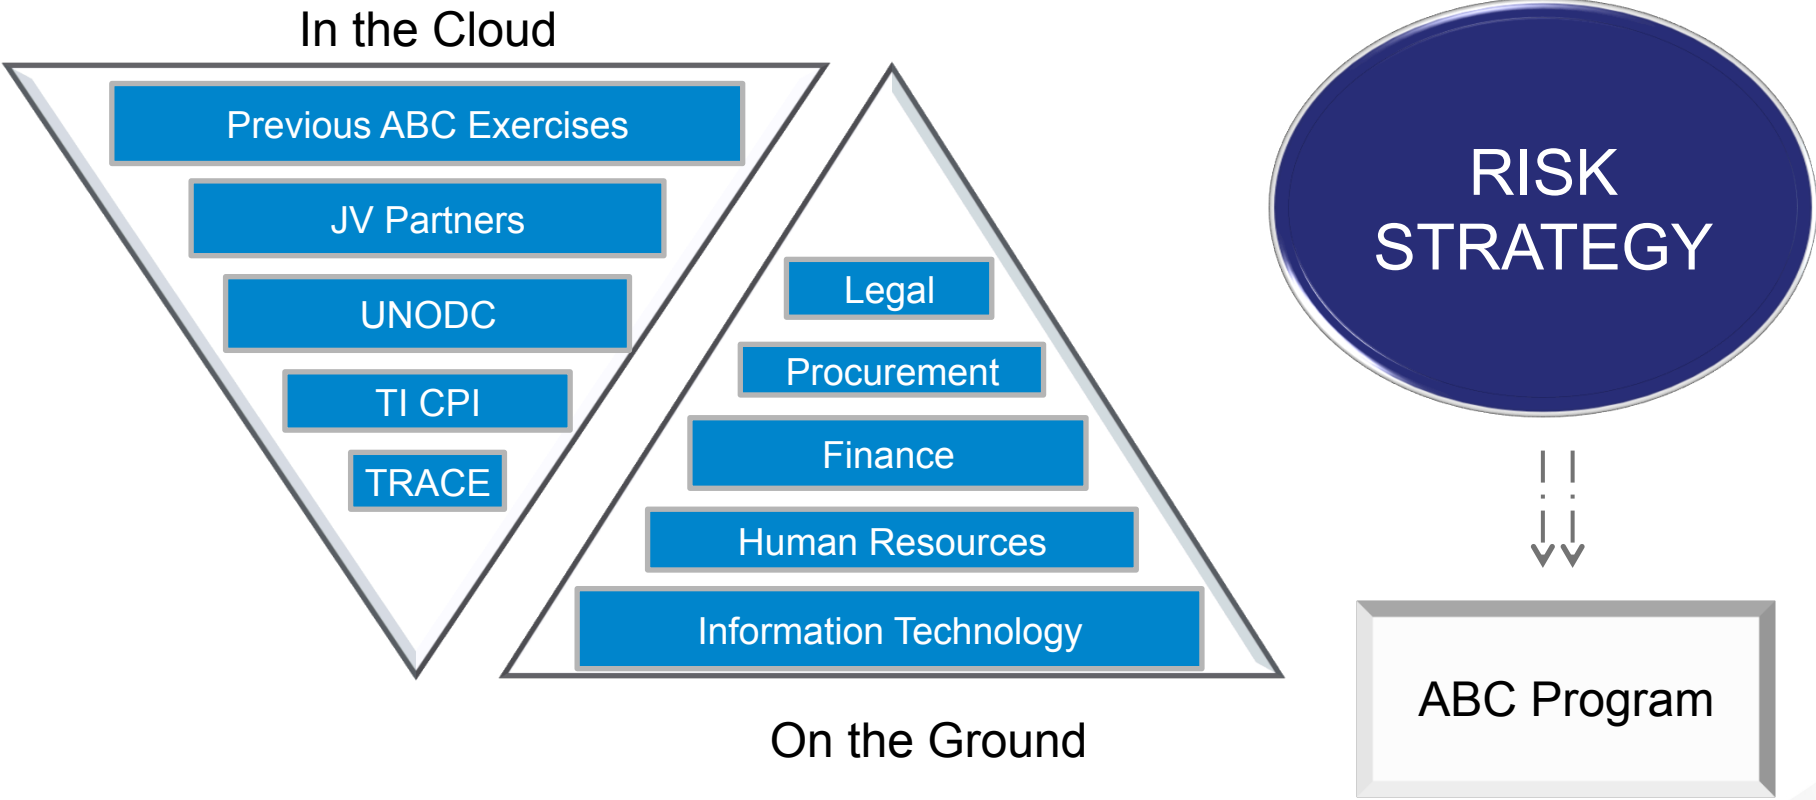 In the Cloud
Previous ABC Exercises
JV Partners
UNODC
TI CPI
TRACE
Legal
Procurement
Finance
Human Resources
Information Technology
On the Ground
RISK
STRATEGY
ABC Program